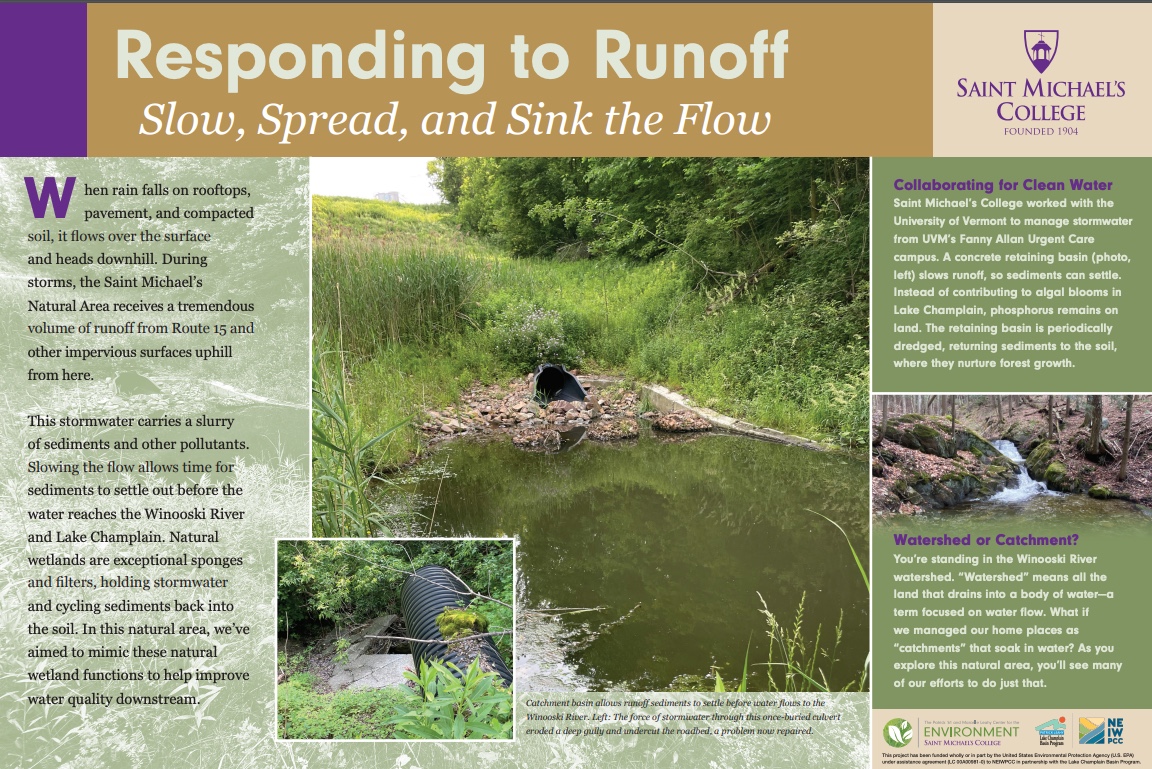 Responding to Runoff
Slow, Spread, and Sink the Flow
SAINT MICHAEL'S
COLLEGE
FOUNDED 1904
When rain falls on rooftops,
pavement, and compacted
soil, it flows over the surface
and heads downhill. During
storms, the Saint Michael's
Natural Area receives a tremendous
volume of runoff from Route 15 and
other impervious surfaces uphill
from here.
This stormwater carries a slurry
of sediments and other pollutants.
Slowing the flow allows time for
sediments to settle out before the
water reaches the Winooski River
and Lake Champlain. Natural
wetlands are exceptional sponges
and filters, holding stormwater
and cycling sediments back into
the soil. In this natural area, we've
aimed to mimic these natural
wetland functions to help improve
water quality downstream.
Catchment basin allows runoff sediments to settle before water flows to the
Winooski River. Left: The force of stormwater through this once-buried culvert
eroded a deep gully and undercut the roadbed, a problem now repaired.
Collaborating for Clean Water
Saint Michael's College worked with the
University of Vermont to manage stormwater
from UVM's Fanny Allan Urgent Care
campus. A concrete retaining basin (photo,
left) slows runoff, so sediments can settle.
Instead of contributing to algal blooms in
Lake Champlain, phosphorus remains on
land. The retaining basin is periodically
dredged, returning sediments to the soil,
where they nurture forest growth.
Watershed or Catchment?
You're standing in the Winooski River
watershed. "Watershed" means all the
land that drains into a body of water—a
term focused on water flow. What if
we managed our home places as
"catchments" that soak in water? As you
explore this natural area, you'll see many
of our efforts to do just that.
Center for the
ENVIRONMENT
SAINT MICHAEL'S COLLEGE
Lake Champlain
Basin Program
NE
IW
PCC
This project has been funded wholly or in part by the United States Environmental Protection Agency (U.S. EPA)
under assistance agreement (LC 00A00981-0) to NEIWPCC in partnership with the Lake Champlain Basin Program.